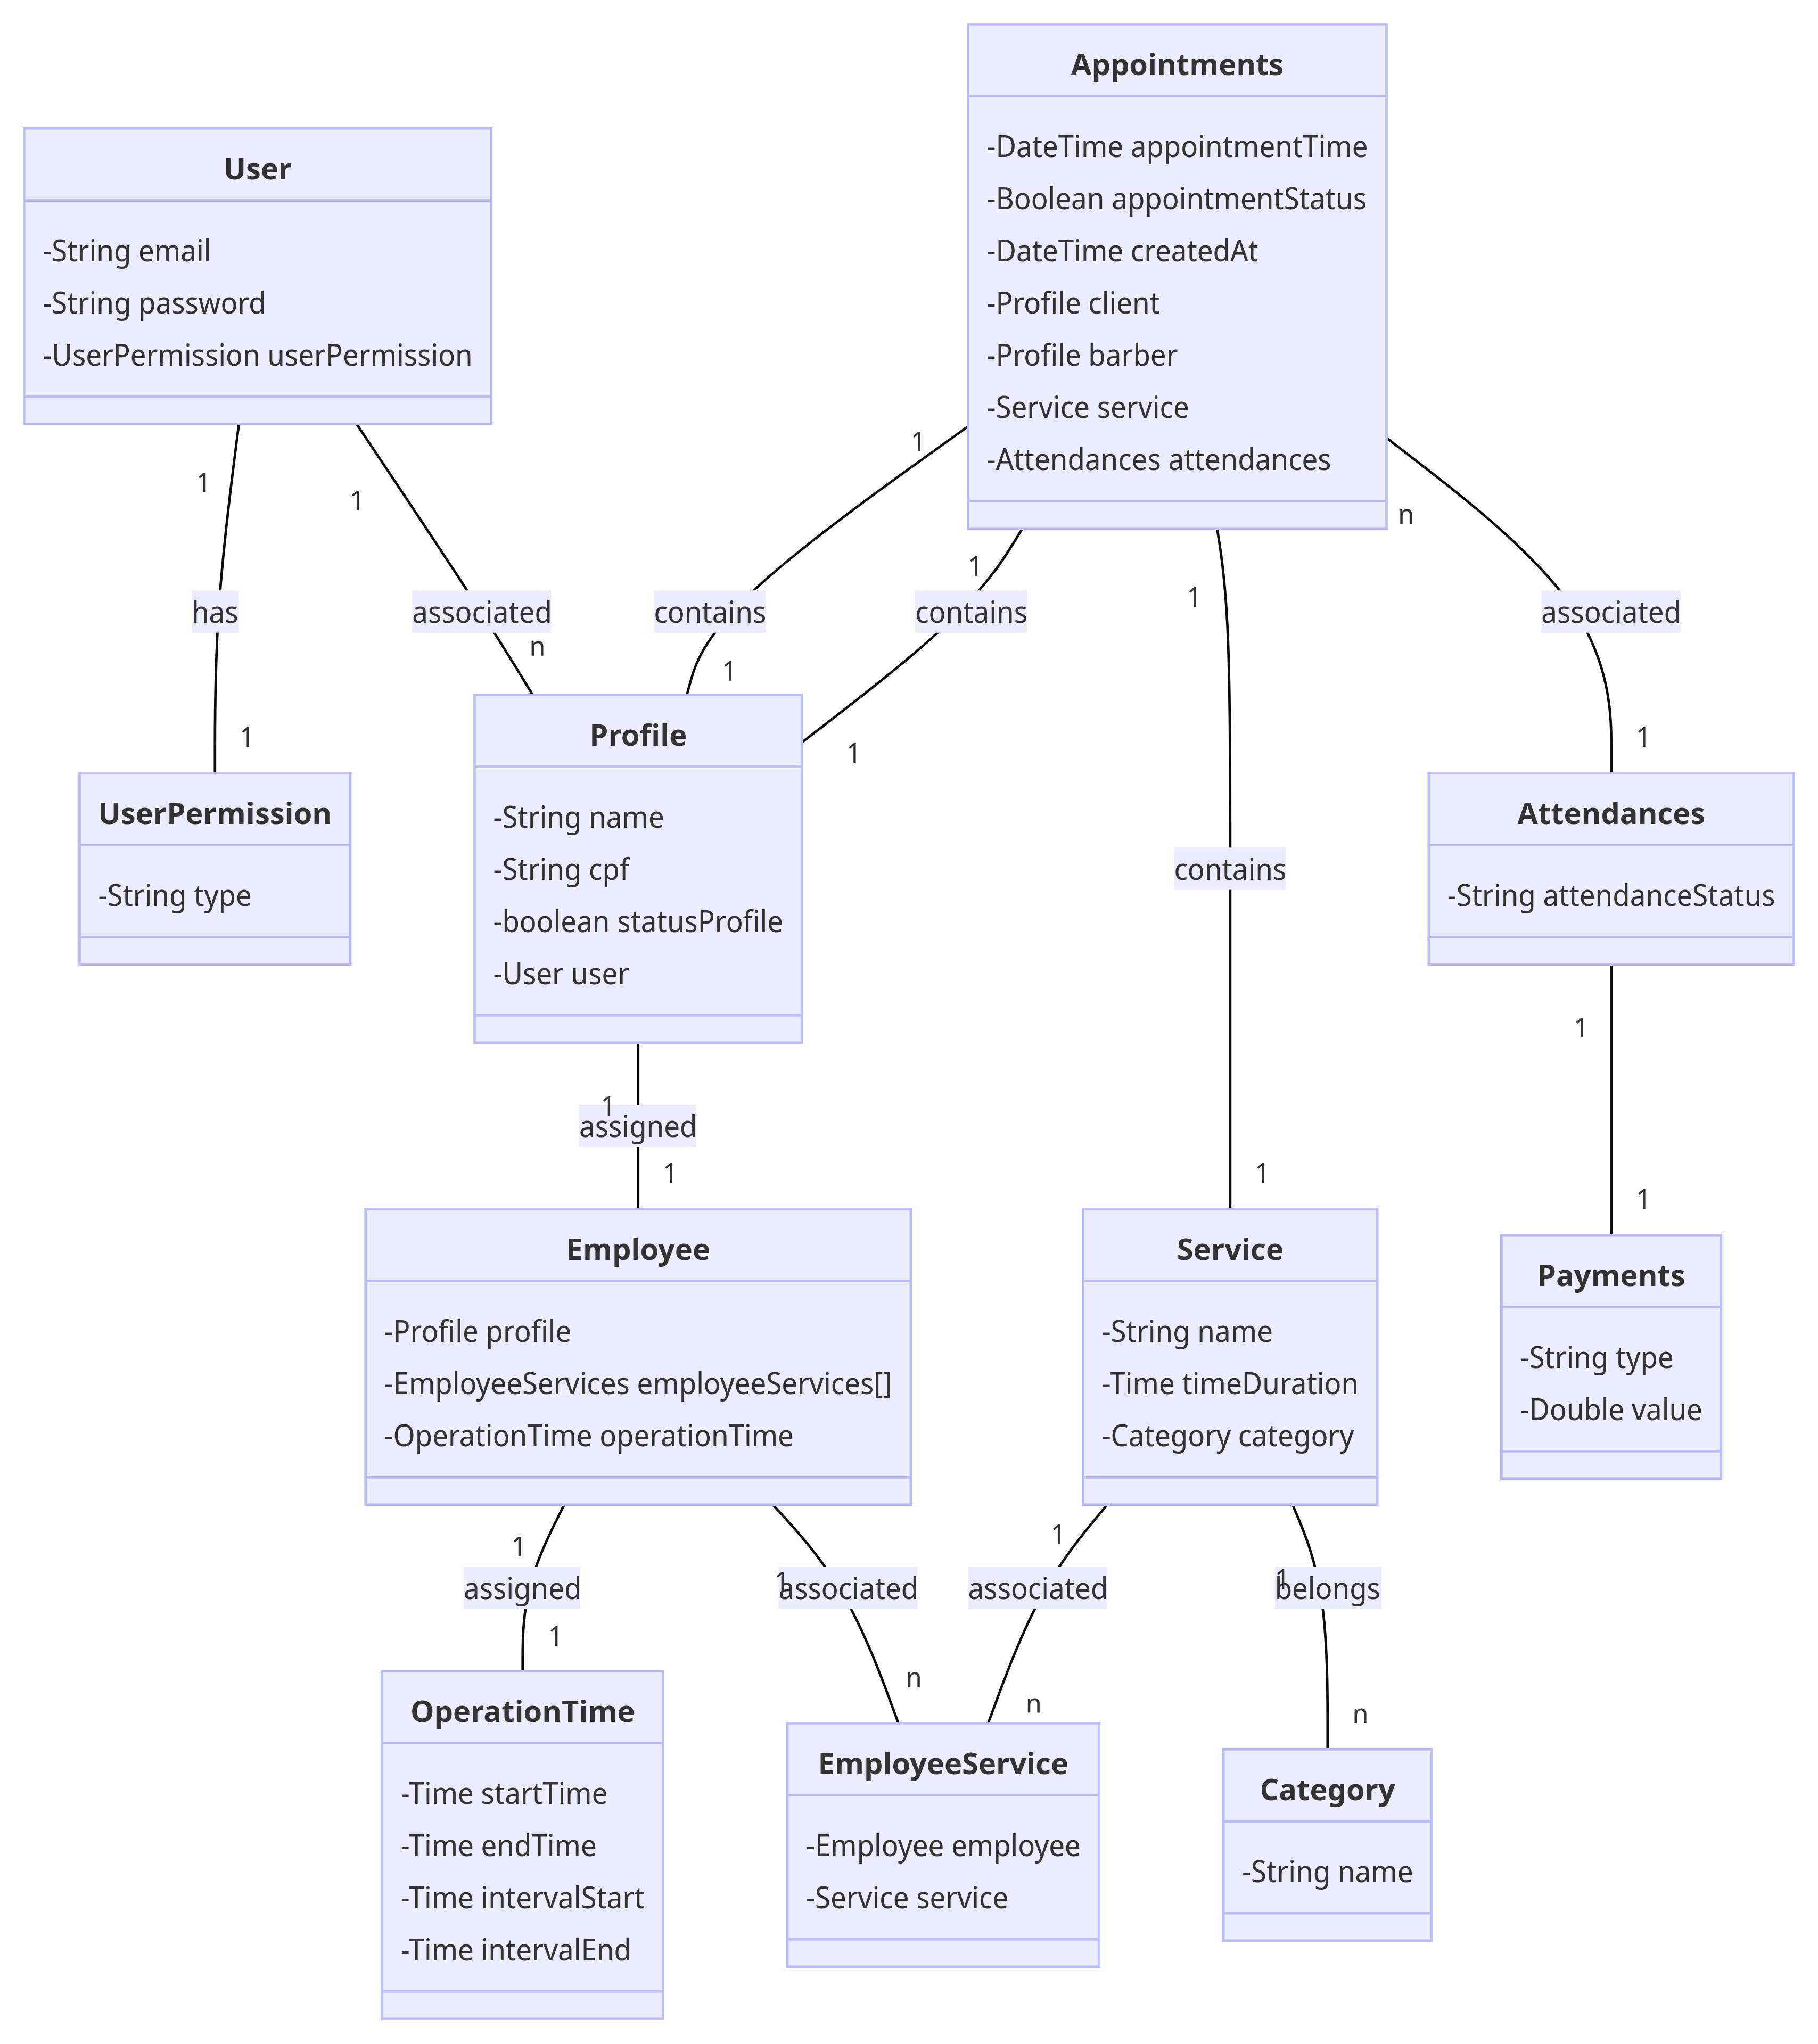 Appointments
-DateTime appointmentTime
-Boolean appointmentStatus
-DateTime createdAt
-Profile client
-Profile barber
-Service service
-Attendances attendances
User
-String email
-String password
-UserPermission userPermission
1
1
1
1
1
n
has
associated
contains
contains
associated
n
1
1
1
1
Profile
-String name
-String cpf
-boolean statusProfile
-User user
UserPermission
-String type
contains
Attendances
-String attendanceStatus
1
1
assigned
1
1
1
Employee
-Profile profile
-EmployeeServices employeeServices[]
-OperationTime operationTime
Service
-String name
-Time timeDuration
-Category category
Payments
-String type
-Double value
1
1
1
1
assigned
associated
associated
belongs
1
n
n
n
OperationTime
-Time startTime
-Time endTime
-Time intervalStart
-Time intervalEnd
EmployeeService
-Employee employee
-Service service
Category
-String name